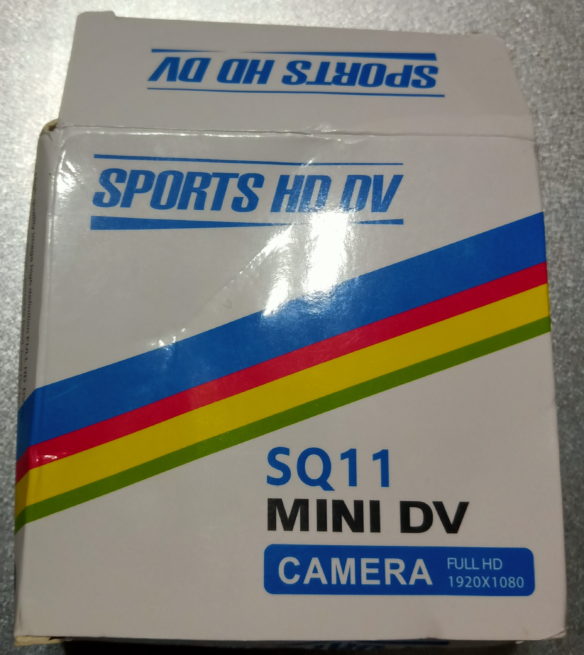 SPORTS HD DV
SPORTS HD DV
SQ11
MINI DV
CAMERA
FULL HD
1920X1080